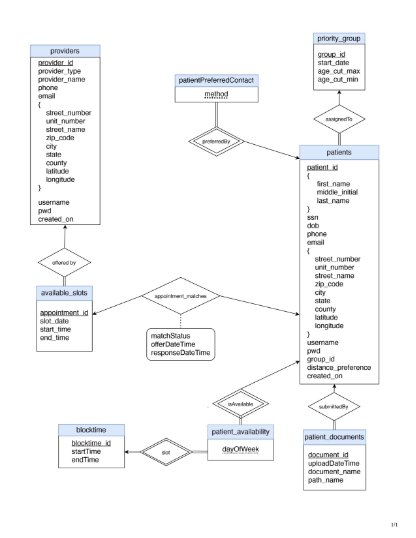 providers
provider_id
provider_type
provider_name
phone
email
{
street_number
unit_number
street_name
zip_code
city
state
county
latitude
longitude
}
username
pwd
created_on
offered by
available_slots
appointment_id
slot_date
start_time
end_time
patientPreferredContact
method
preferredBy
priority_group
group_id
start_date
age_cut_max
age_cut_min
assignedTo
patients
patient_id
{
first_name
middle_initial
last_name
}
ssn
dob
phone
email
{
street_number
unit_number
street_name
zip_code
city
state
county
latitude
longitude
}
username
pwd
group_id
distance_preference
created_on
appointment_matches
matchStatus
offerDateTime
responseDateTime
isAvailable
submittedBy
blocktime
blocktime_id
startTime
endTime
slot
patient_availability
dayOfWeek
patient_documents
document_id
uploadDateTime
document_name
path_name
1/1